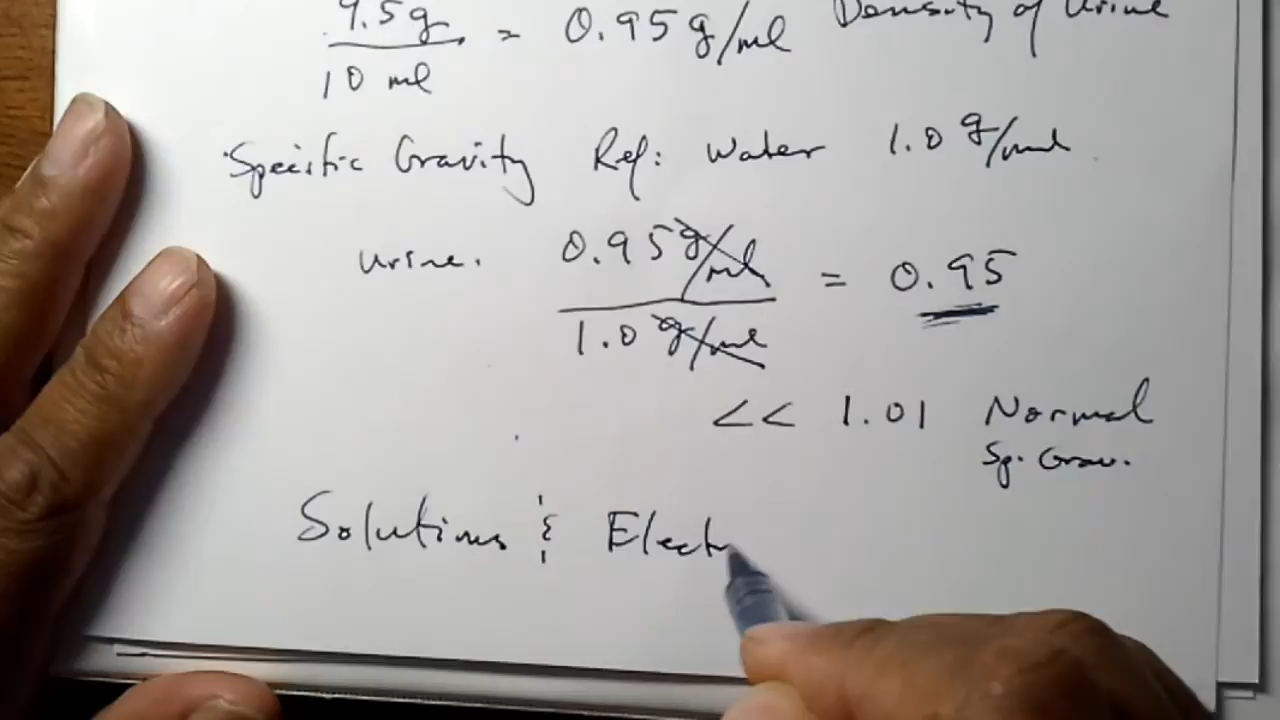 9.5g = 0.95 g/ml Density of Urine
10 ml
Specific Gravity Ref: Water 1.0 g/ml
Urine. 0.95 g/ml = 0.95
1.0 g/ml
<< 1.01 Normal
Sp. Grav.
Solutions & Elect